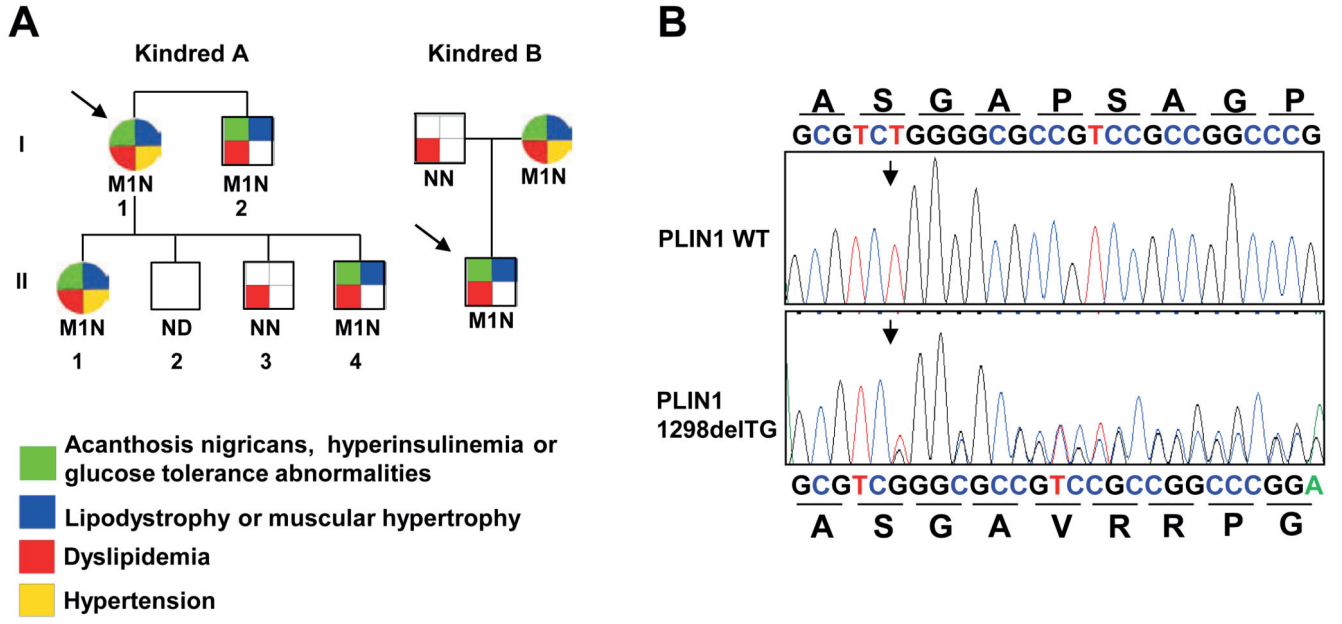 A
Kindred A
Kindred B
I
M1N
M1N
NN
M1N
1
2
II
M1N
ND
NN
M1N
M1N
1
2
3
4
Acanthosis nigricans, hyperinsulinemia or
glucose tolerance abnormalities
Lipodystrophy or muscular hypertrophy
Dyslipidemia
Hypertension
B
A S G A P S A G P
GCGTCTGGGGCGCCGTCCGCCGGCCCG
PLIN1 WT
PLIN1
1298delTG
GCGTCGGGCGCCGTCCGCCGGCCCGGA
A S G A V R R P G